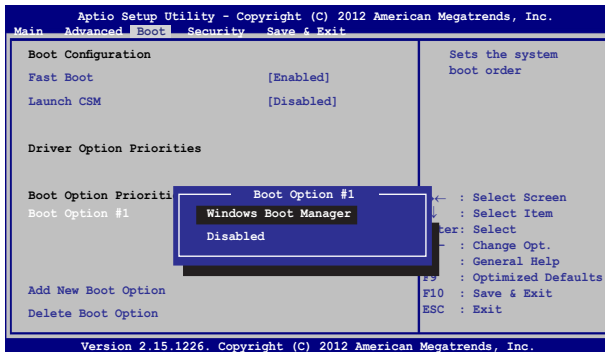 Aptio Setup Utility - Copyright (C) 2012 American Megatrends, Inc.
Main Advanced Boot Security Save & Exit
Boot Configuration
Fast Boot [Enabled]
Launch CSM [Disabled]
Driver Option Priorities
Boot Option Prioriti
Boot Option #1
Boot Option #1
Windows Boot Manager
Disabled
Add New Boot Option
Delete Boot Option
Sets the system
boot order
← : Select Screen
: Select Item
ter: Select
: Change Opt.
: General Help
F9 : Optimized Defaults
F10 : Save & Exit
ESC : Exit
Version 2.15.1226. Copyright (C) 2012 American Megatrends, Inc.